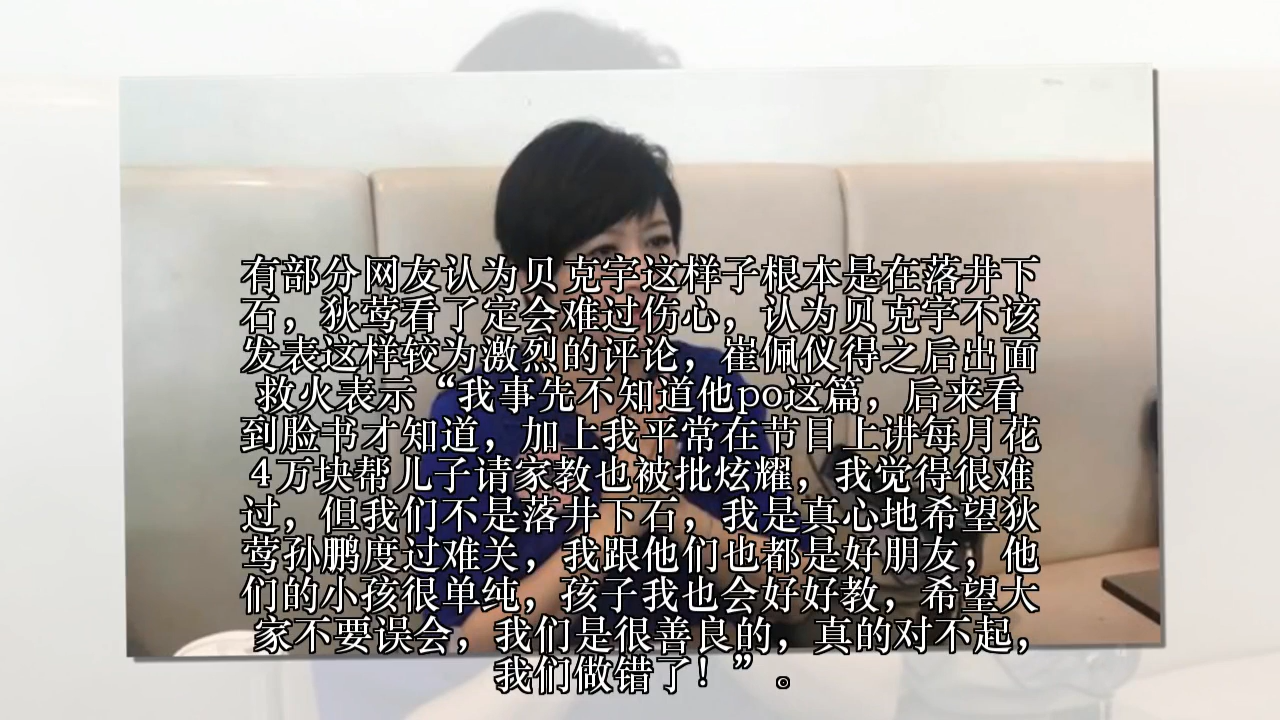 有部分网友认为贝克宇这样子根本是在落井下
石，狄莺看了定会难过伤心，认为贝克宇不该
发表这样较为激烈的评论，崔佩仪得之后出面
救火表示“我事先不知道他po这篇，后来看
到脸书才知道，加上我平常在节目上讲每月花
4万块帮儿子请家教也被批炫耀，我觉得很难
过，但我们不是落井下石，我是真心地希望狄
莺孙鹏度过难关，我跟他们也都是好朋友，他
们的小孩很单纯，孩子我也会好好教，希望大
家不要误会，我们是很善良的，真的对不起，
我们做错了！”。